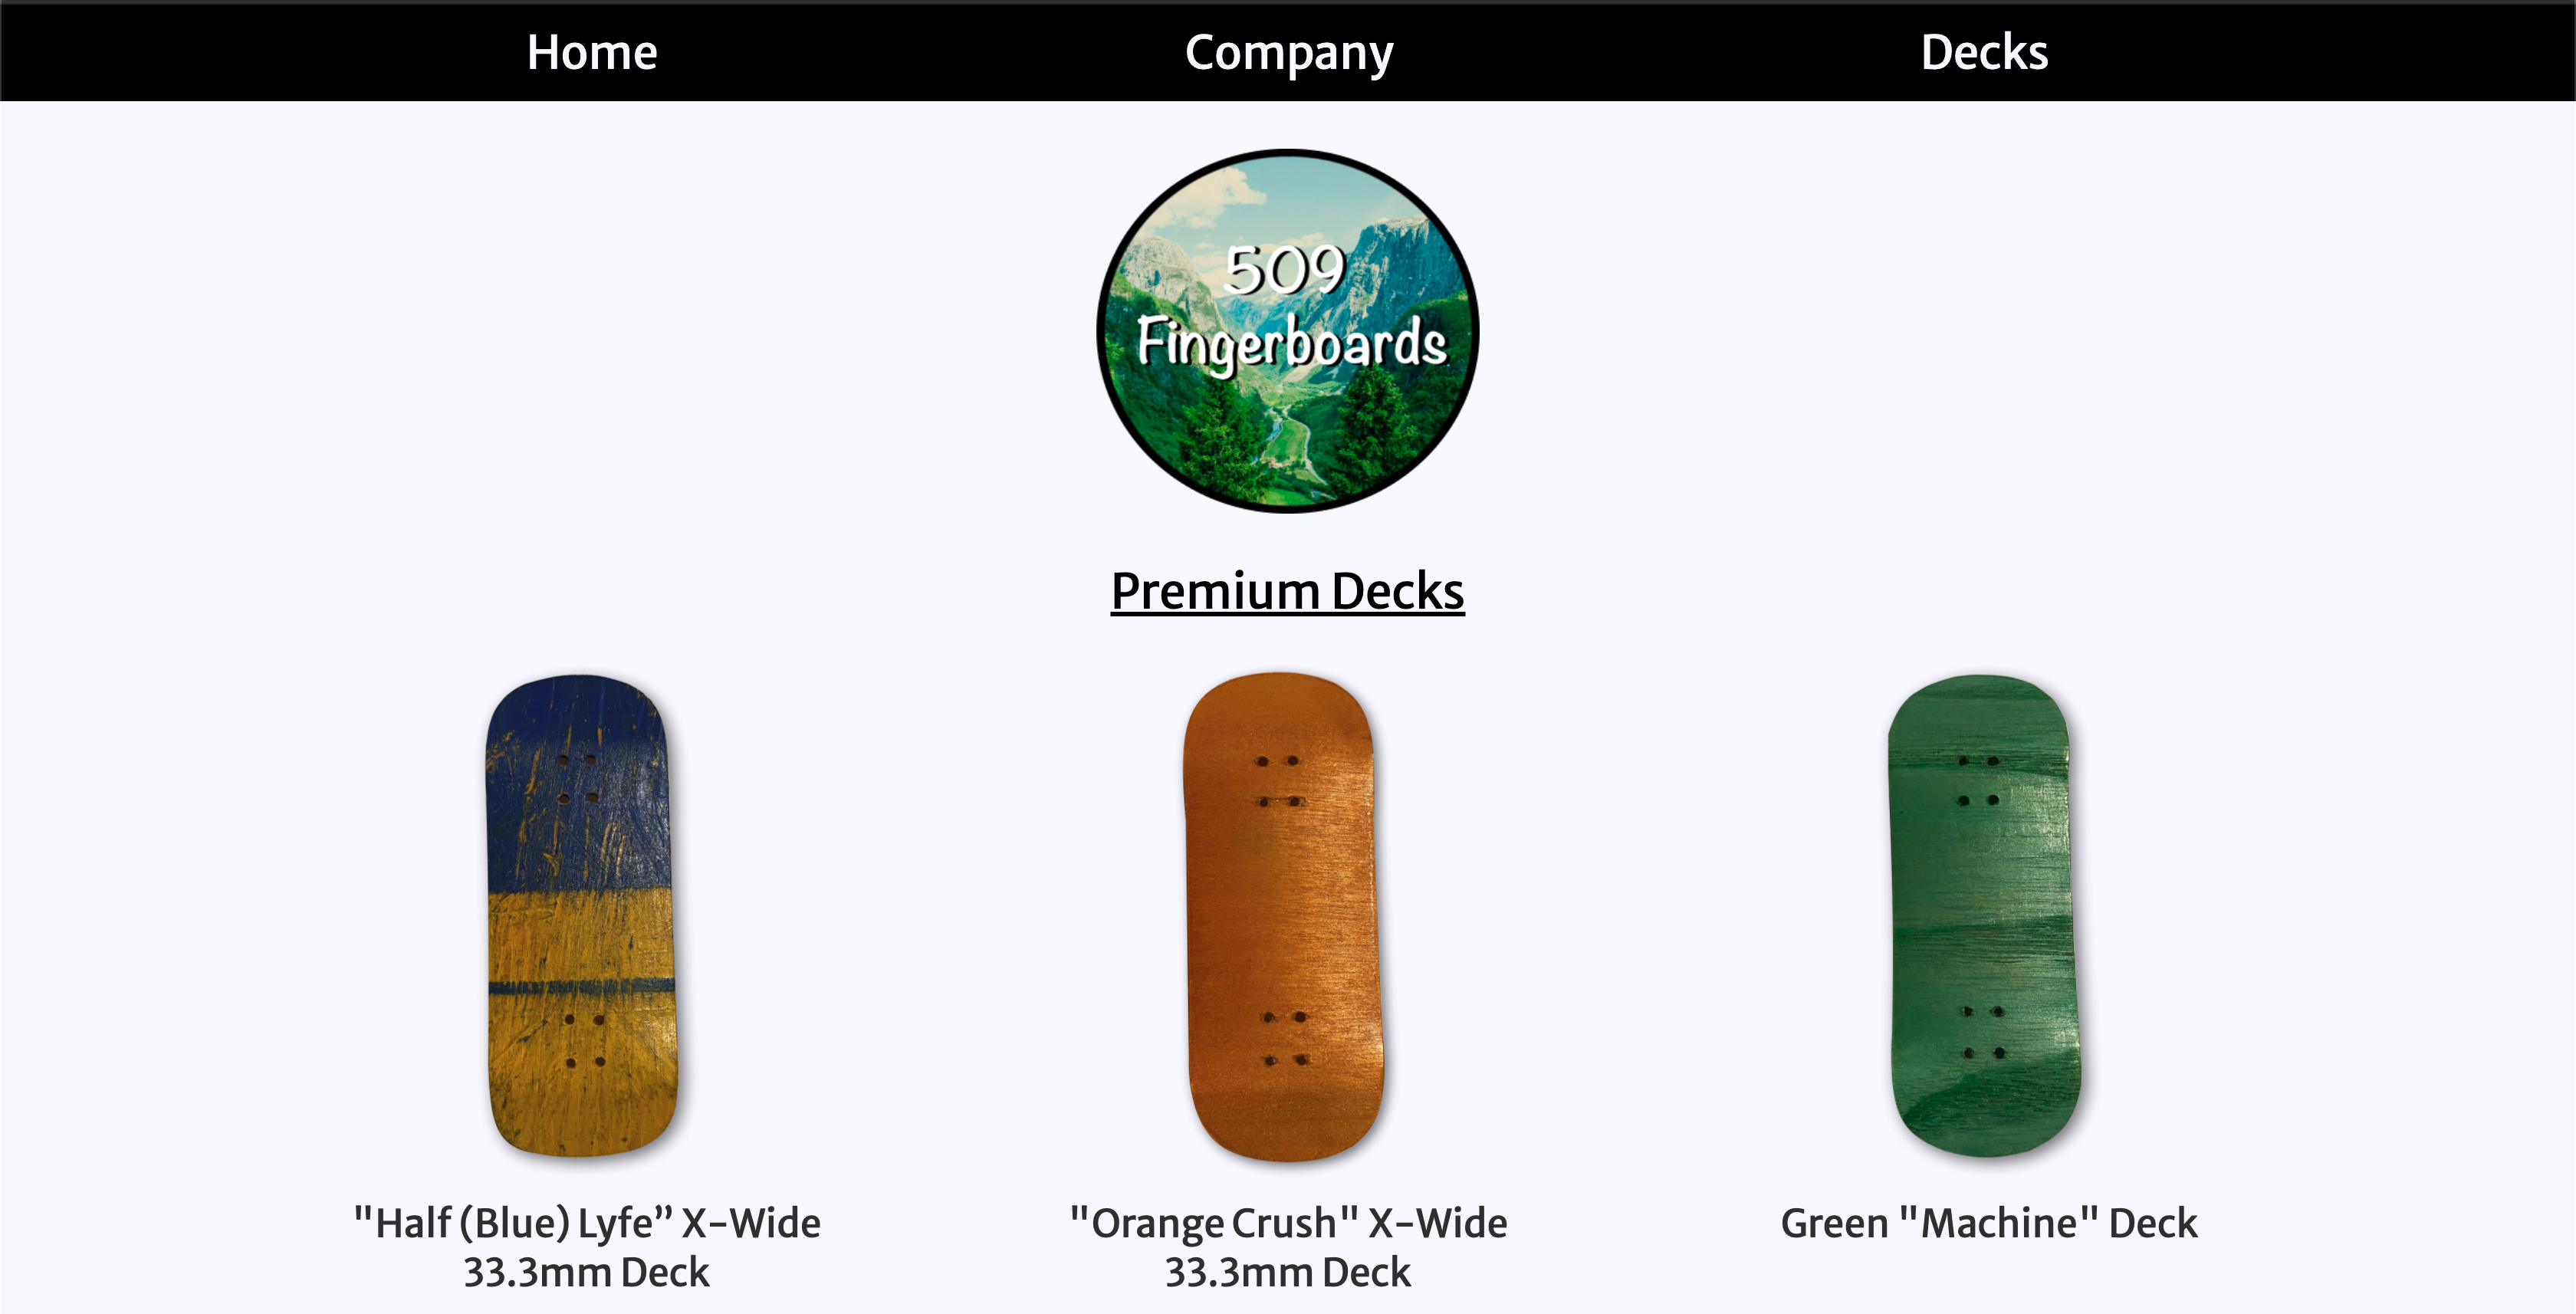 Home
Company
Decks
509
Fingerboards
Premium Decks
"Half (Blue) Lyfe” X-Wide
33.3mm Deck
"Orange Crush" X-Wide
33.3mm Deck
Green "Machine" Deck